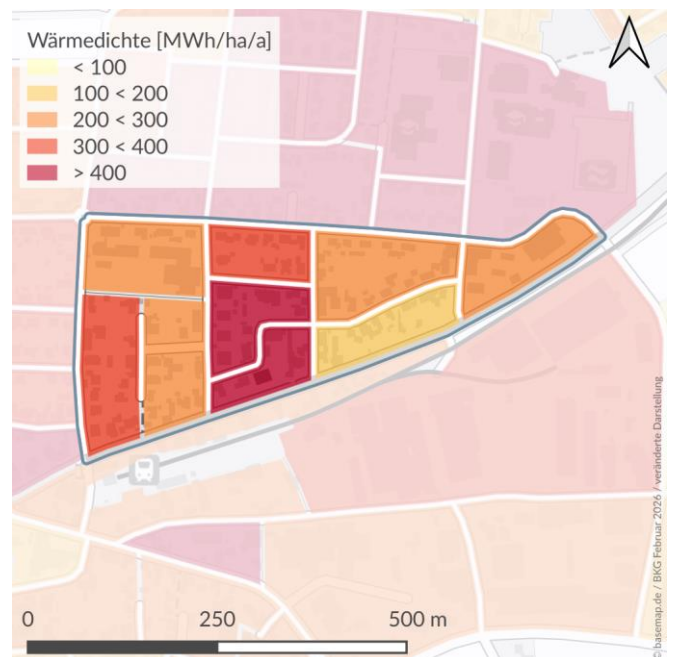 Wärmedichte [MWh/ha/a]
< 100
100 < 200
200 < 300
300 < 400
> 400
0 250 500 m
© basemap.de / BKG Februar 2026 / veränderte Darstellung